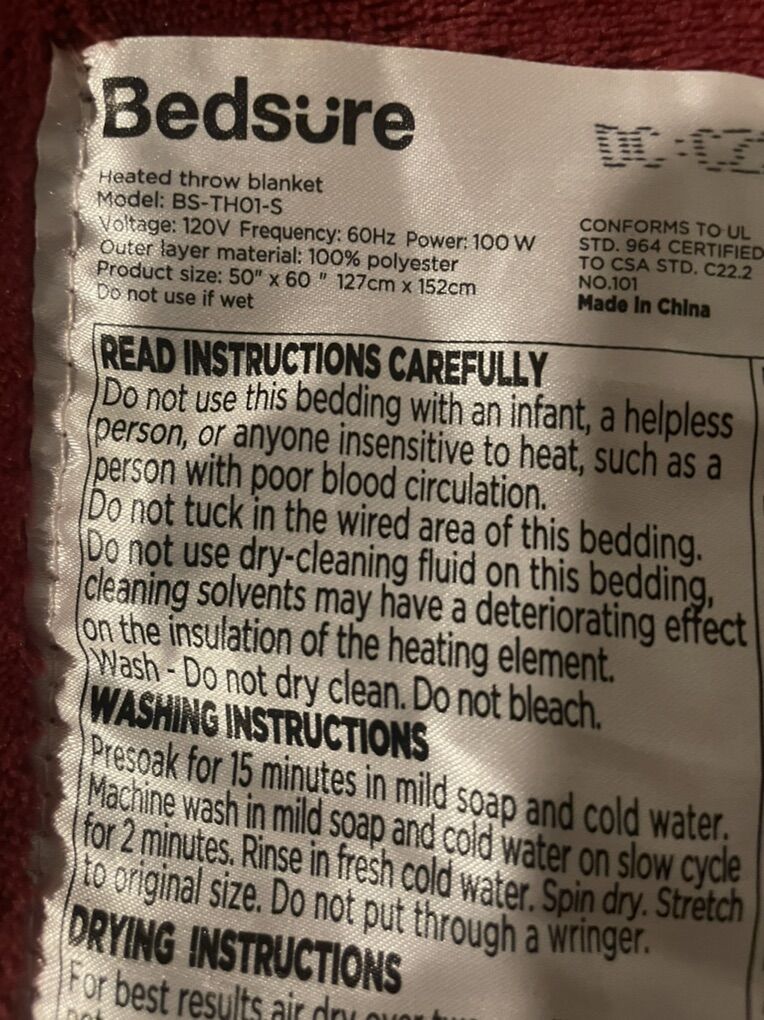 Bedsure
Heated throw blanket
Model: BS-TH01-S
Voltage: 120V Frequency: 60Hz Power: 100 W
Outer layer material: 100% polyester
Product size: 50" x 60 " 127cm x 152cm
Do not use if wet
CONFORMS TO UL
STD. 964 CERTIFIED
TO CSA STD. C22.2
NO.101
Made In China
READ INSTRUCTIONS CAREFULLY
Do not use this bedding with an infant, a helpless
person, or anyone insensitive to heat, such as a
person with poor blood circulation.
Do not tuck in the wired area of this bedding.
Do not use dry-cleaning fluid on this bedding,
cleaning solvents may have a deteriorating effect
on the insulation of the heating element.
Wash - Do not dry clean. Do not bleach.
WASHING INSTRUCTIONS
Presoak for 15 minutes in mild soap and cold water.
Machine wash in mild soap and cold water on slow cycle
for 2 minutes. Rinse in fresh cold water. Spin dry. Stretch
to original size. Do not put through a wringer.
DRYING INSTRUCTIONS
For best results air dry over